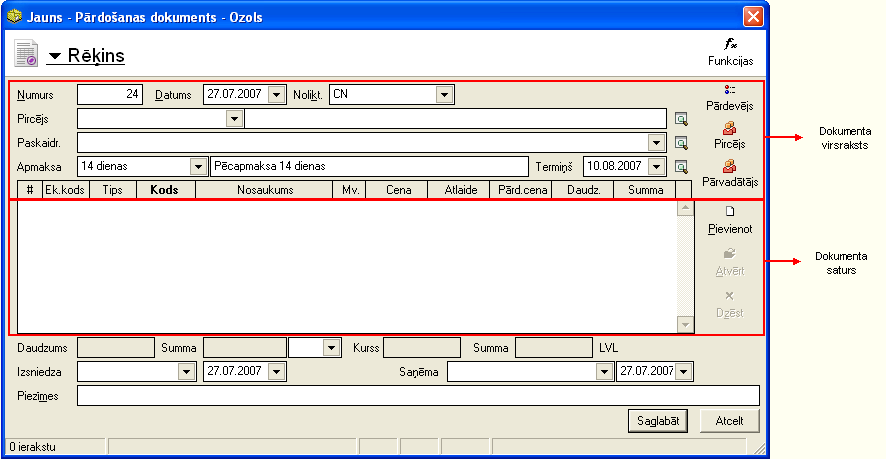 Jauns - Pārdošanas dokuments - Ozols
Rēķins
Funkcijas
Numurs 24 Datums 27.07.2007 Nolikt. CN
Pārdevējs
Pircējs
Pircējs
Paskaidr.
Apmaksa 14 dienas Pēcapmaksa 14 dienas Termiņš 10.08.2007
Pārvadātājs
Dokumenta
virsraksts
# Ek.kods Tips Kods Nosaukums Mv. Cena Atlaide Pārd.cena Daudz. Summa
Pievienot
Atvērt
Dzēst
Dokumenta
saturs
Daudzums Summa Kurss Summa LVL
Izsniedza 27.07.2007 Saņēma 27.07.2007
Piezīmes
Saglabāt Atcelt
0 ierakstu